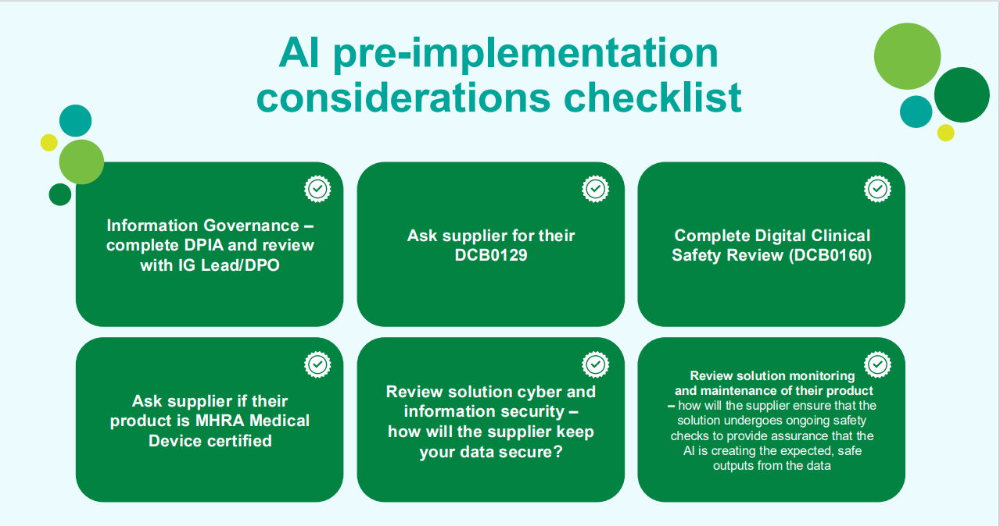 AI pre-implementation
considerations checklist
Information Governance –
complete DPIA and review
with IG Lead/DPO
Ask supplier for their
DCB0129
Complete Digital Clinical
Safety Review (DCB0160)
Ask supplier if their
product is MHRA Medical
Device certified
Review solution cyber and
information security –
how will the supplier keep
your data secure?
Review solution monitoring
and maintenance of their product
– how will the supplier ensure that the
solution undergoes ongoing safety
checks to provide assurance that the
AI is creating the expected, safe
outputs from the data